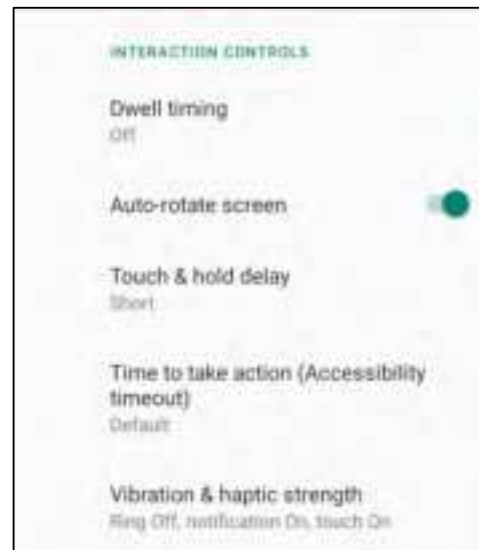 INTERACTION CONTROLS
Dwell timing
Off
Auto-rotate screen
Touch & hold delay
Short
Time to take action (Accessibility
timeout)
Default
Vibration & haptic strength
Ring Off, notification On, touch On